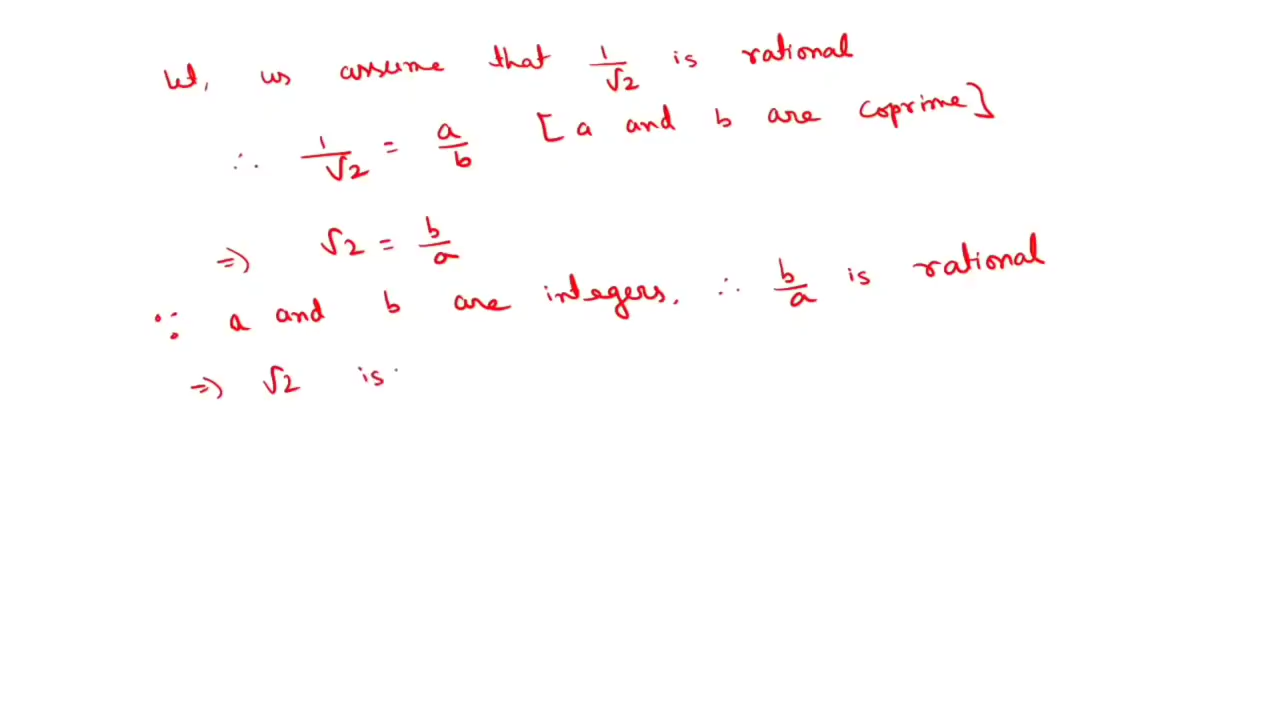 Let, us assume that 1/√2 is rational
∴ 1/√2 = a/b [a and b are coprime]
⇒ √2 = b/a
∵ a and b are integers. ∴ b/a is rational
⇒ √2 is